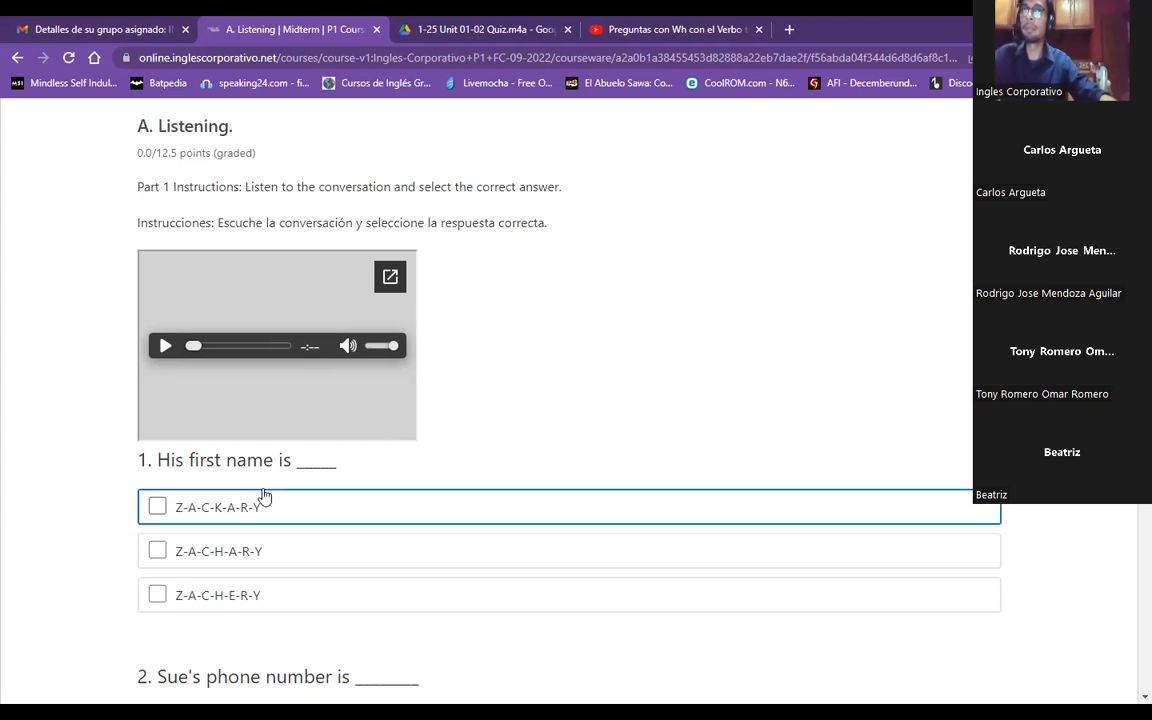 Detalles de su grupo asignado: I
A. Listening | Midterm | P1 Cours
1-25 Unit 01-02 Quiz.m4a - Goo
Preguntas con Wh con el Verbo t
online.inglescorporativo.net/courses/course-v1:Ingles-Corporativo+P1+FC-09-2022/courseware/a2a0b1a38455453d82888a22eb7dae2f/f56abda04f344d6d8d6af8c1...
Mindless Self Indul...
Batpedia
speaking24.com - fi...
Cursos de Inglés Gr...
Livemocha - Free O...
El Abuelo Sawa: Co...
CoolROM.com - N6...
AFI - Decemberund...
Disco
A. Listening.
0.0/12.5 points (graded)
Part 1 Instructions: Listen to the conversation and select the correct answer.
Instrucciones: Escuche la conversación y seleccione la respuesta correcta.
-:--
1. His first name is _____
Z-A-C-K-A-R-Y
Z-A-C-H-A-R-Y
Z-A-C-H-E-R-Y
2. Sue's phone number is ________
Ingles Corporativo
Carlos Argueta
Carlos Argueta
Rodrigo Jose Men...
Rodrigo Jose Mendoza Aguilar
Tony Romero Om...
Tony Romero Omar Romero
Beatriz
Beatriz